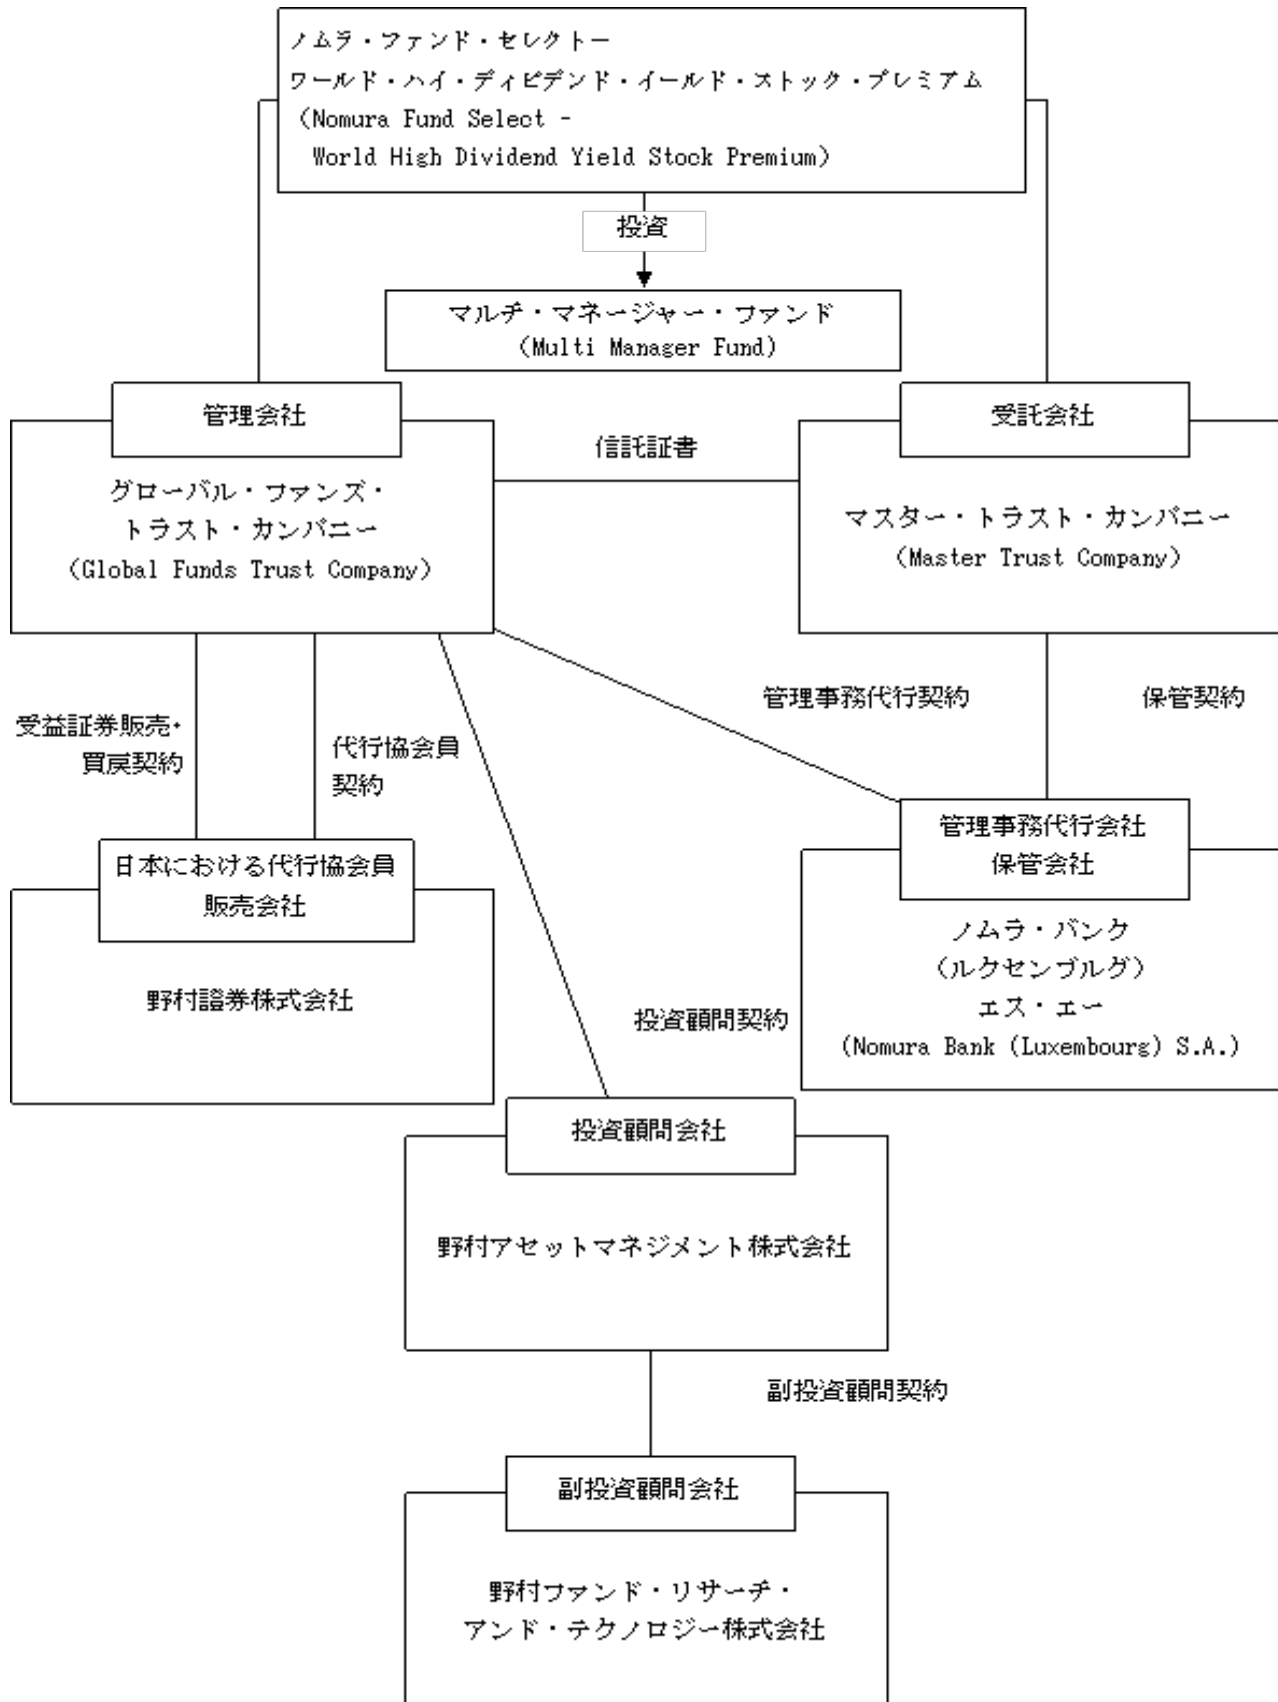 ノムラ・ファンド・セレクトー
ワールド・ハイ・ディビデンド・イールド・ストック・プレミアム
（Nomura Fund Select -
World High Dividend Yield Stock Premium）
投資
マルチ・マネージャー・ファンド
（Multi Manager Fund）
管理会社
受託会社
信託証書
グローバル・ファンズ・
トラスト・カンパニー
（Global Funds Trust Company）
マスター・トラスト・カンパニー
（Master Trust Company）
管理事務代行契約
保管契約
受益証券販売・
買戻契約
代行協会員
契約
管理事務代行会社
保管会社
日本における代行協会員
販売会社
ノムラ・バンク
（ルクセンブルグ）
エス・エー
(Nomura Bank (Luxembourg) S.A.)
野村證券株式会社
投資顧問契約
投資顧問会社
野村アセットマネジメント株式会社
副投資顧問契約
副投資顧問会社
野村ファンド・リサーチ・
アンド・テクノロジー株式会社